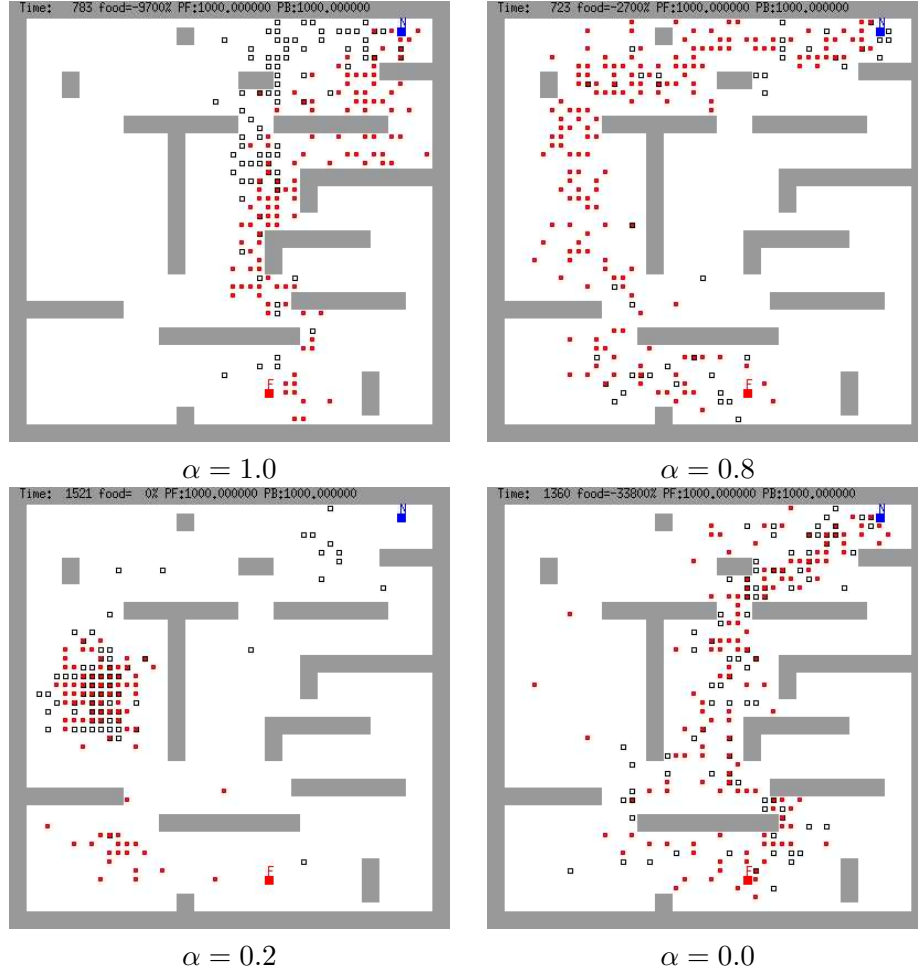 Time: 783 food=-9700% PF:1000.000000 PB:1000.000000
N
F
α = 1.0
Time: 723 food=-2700% PF:1000.000000 PB:1000.000000
N
F
α = 0.8
Time: 1521 food= 0% PF:1000.000000 PB:1000.000000
N
F
α = 0.2
Time: 1360 food=-33800% PF:1000.000000 PB:1000.000000
N
F
α = 0.0